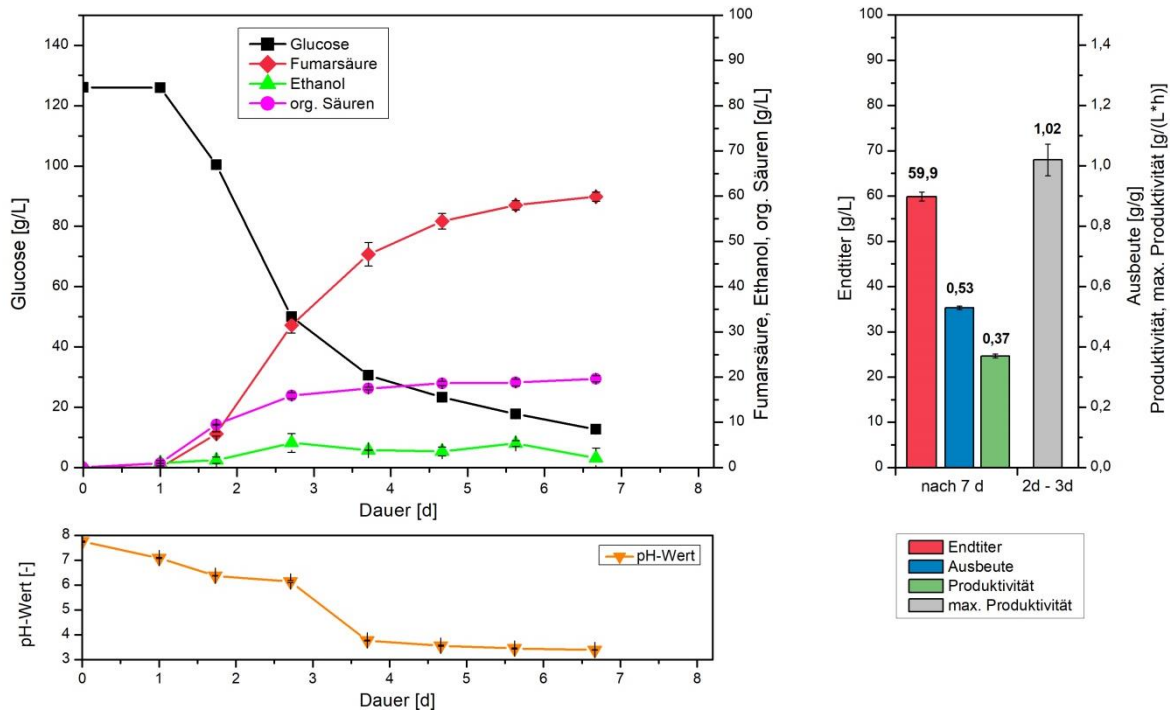 Glucose
Fumarsäure
Ethanol
org. Säuren
Glucose [g/L]
140
120
100
80
60
40
20
0
100
90
80
70
60
50
40
30
20
10
0
Fumarsäure, Ethanol, org. Säuren [g/L]
0 1 2 3 4 5 6 7 8
Dauer [d]
pH-Wert [-]
8
7
6
5
4
3
pH-Wert
0 1 2 3 4 5 6 7 8
Dauer [d]
Endtiter [g/L]
100
90
80
70
60
50
40
30
20
10
0
59,9
0,53
0,37
1,02
1,4
1,2
1,0
0,8
0,6
0,4
0,2
0,0
Ausbeute [g/g]
Produktivität, max. Produktivität [g/(L*h)]
nach 7 d 2d - 3d
Endtiter
Ausbeute
Produktivität
max. Produktivität